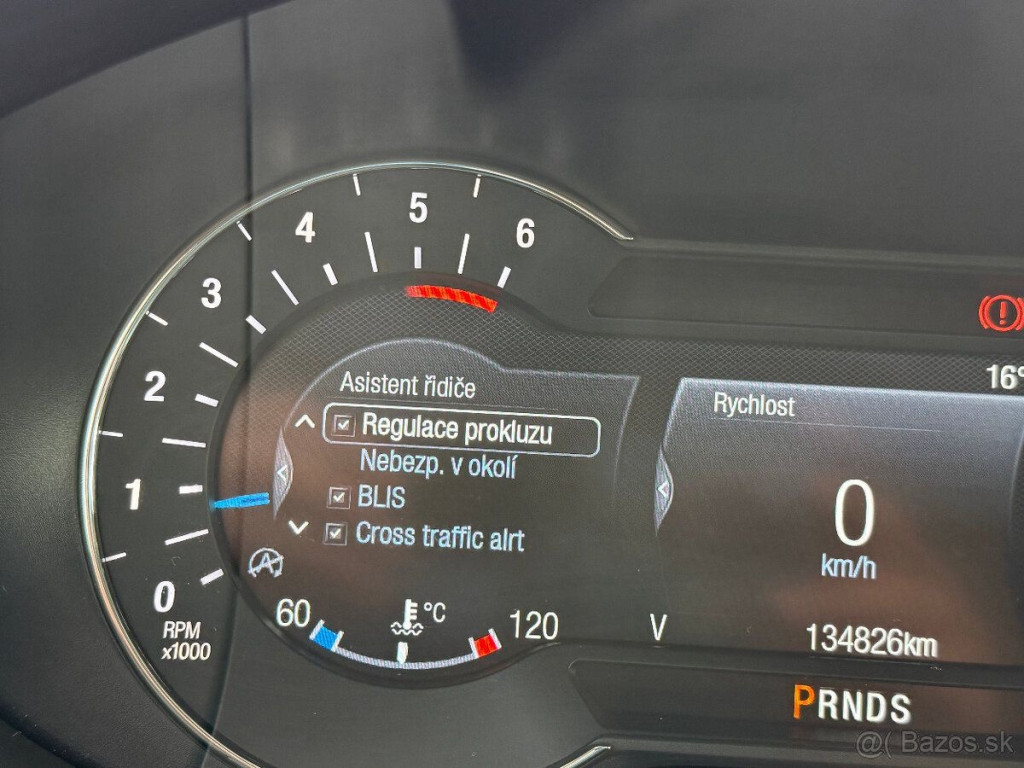 5
4
6
3
2
1
0
RPM
x1000
Asistent řidiče
Regulace prokluzu
Nebezp. v okolí
BLIS
Cross traffic alrt
60
°C
120
16°
Rychlost
0
km/h
V
134826km
PRNDS
@( Bazos.sk